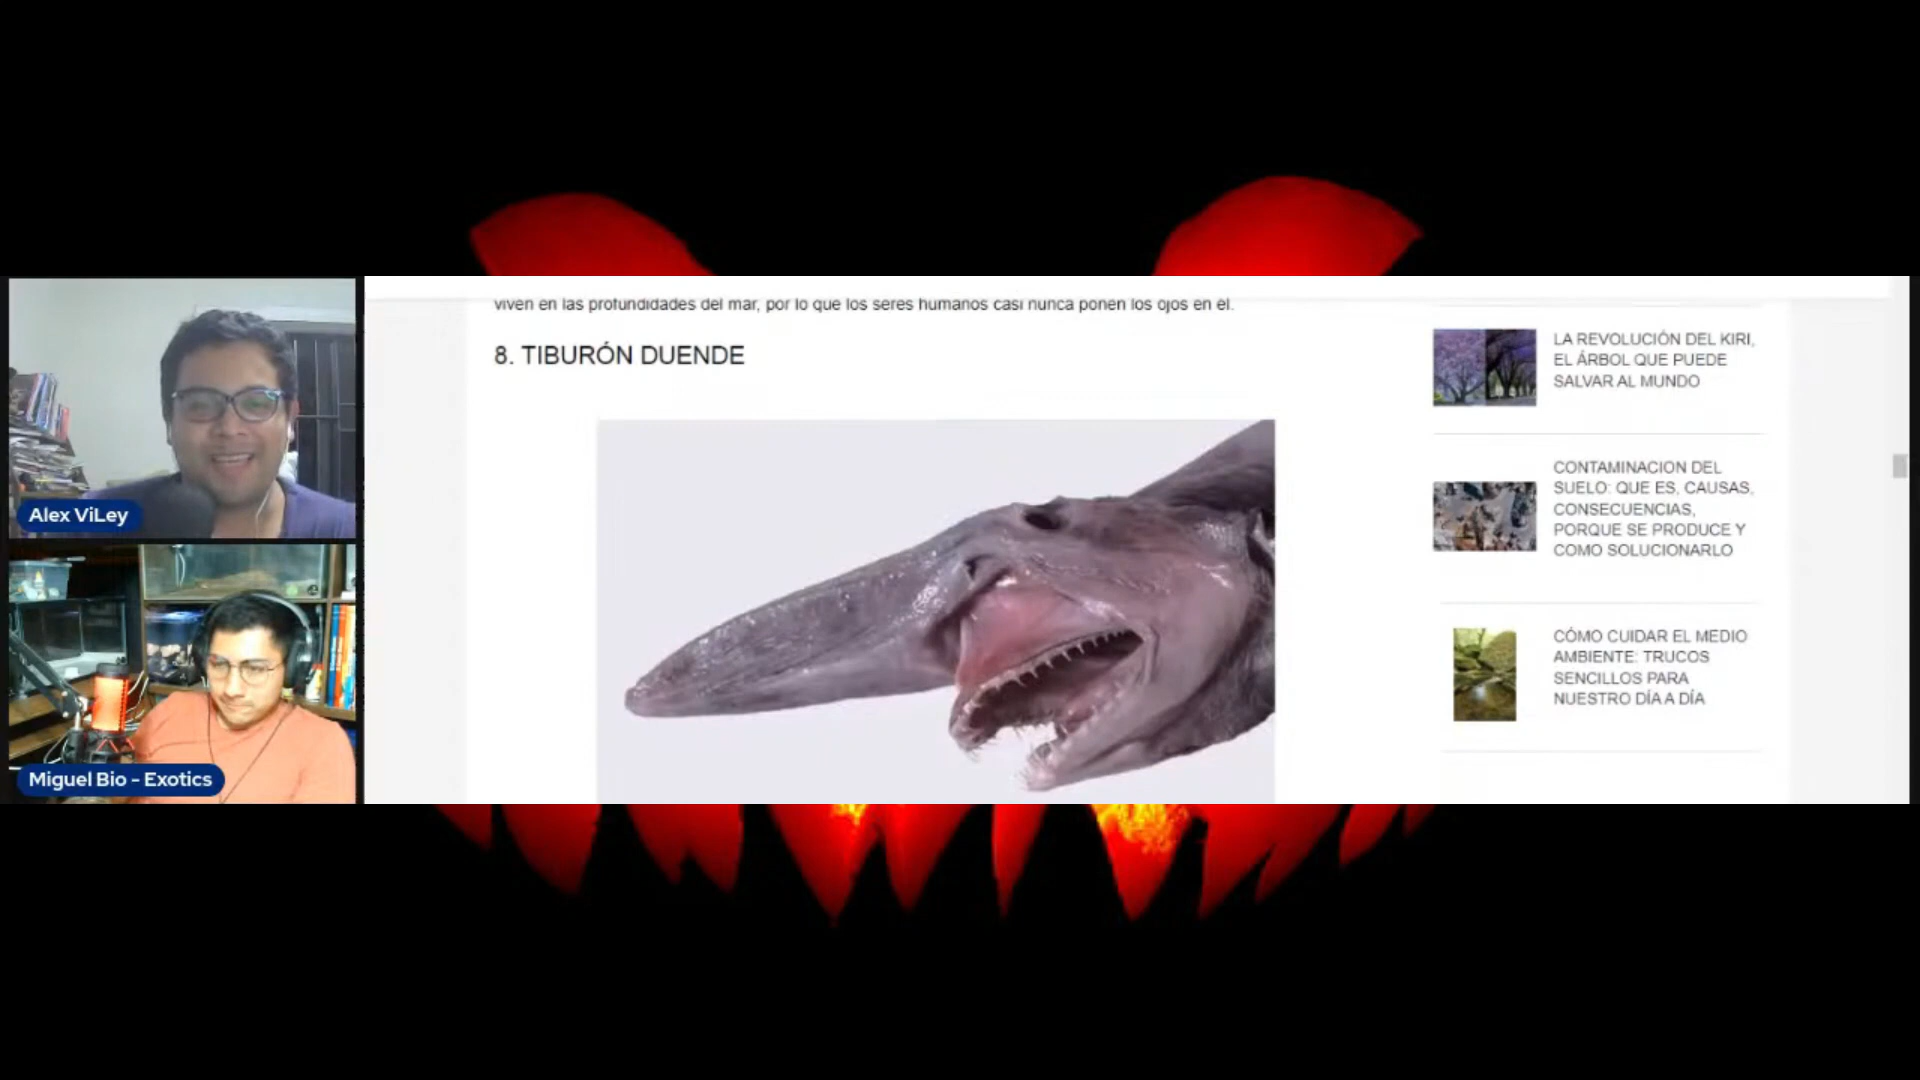 Alex ViLey
Miguel Bio - Exotics
viven en las profundidades del mar, por lo que los seres humanos casi nunca ponen los ojos en él.
8. TIBURÓN DUENDE
LA REVOLUCIÓN DEL KIRI,
EL ÁRBOL QUE PUEDE
SALVAR AL MUNDO
CONTAMINACION DEL
SUELO: QUE ES, CAUSAS,
CONSECUENCIAS,
PORQUE SE PRODUCE Y
COMO SOLUCIONARLO
CÓMO CUIDAR EL MEDIO
AMBIENTE: TRUCOS
SENCILLOS PARA
NUESTRO DÍA A DÍA